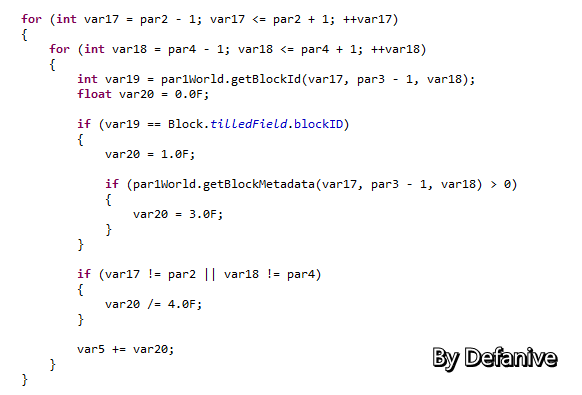 for (int var17 = par2 - 1; var17 <= par2 + 1; ++var17)
{
for (int var18 = par4 - 1; var18 <= par4 + 1; ++var18)
{
int var19 = par1World.getBlockId(var17, par3 - 1, var18);
float var20 = 0.0F;
if (var19 == Block.tilledField.blockID)
{
var20 = 1.0F;
if (par1World.getBlockMetadata(var17, par3 - 1, var18) > 0)
{
var20 = 3.0F;
}
}
if (var17 != par2 || var18 != par4)
{
var20 /= 4.0F;
}
var5 += var20;
}
}
By Defanive